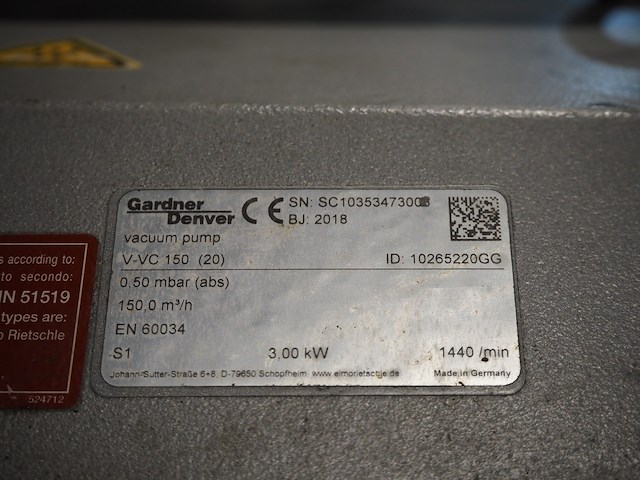 Gardner
Denver
CE
SN: SC1035347300
BJ: 2018
vacuum pump
V-VC 150 (20)
ID: 10265220GG
0,50 mbar (abs)
150,0 m³/h
EN 60034
S1
3,00 kW
1440 /min
Johann-Sutter-Straße 6+8, D-79650 Schopfheim www.elmorietschle.de
Made in Germany
s according to:
to secondo:
IN 51519
types are:
o Rietschle
524712